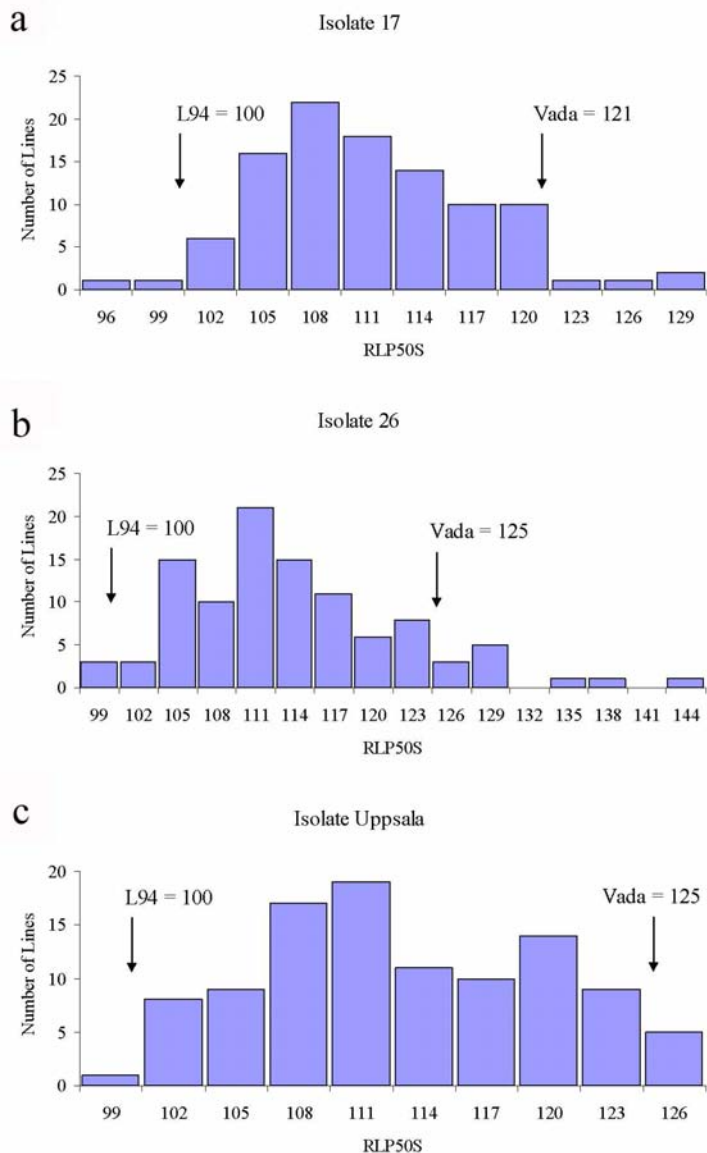 a
Isolate 17
25
20
15
10
5
0
Number of Lines
L94 = 100
Vada = 121
96 99 102 105 108 111 114 117 120 123 126 129
RLP50S
b
Isolate 26
25
20
15
10
5
0
Number of Lines
L94 = 100
Vada = 125
99 102 105 108 111 114 117 120 123 126 129 132 135 138 141 144
RLP50S
c
Isolate Uppsala
20
15
10
5
0
Number of Lines
L94 = 100
Vada = 125
99 102 105 108 111 114 117 120 123 126
RLP50S